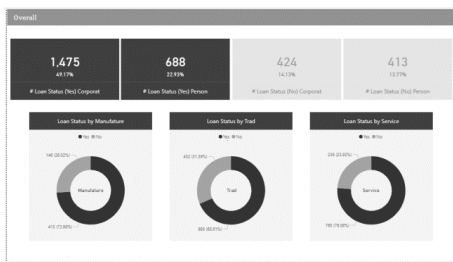 Overall
1,475
49.17%
# Loan Status (Yes) Corporat
688
22.93%
# Loan Status (Yes) Person
424
14.13%
# Loan Status (No) Corporat
413
13.77%
# Loan Status (No) Person
Loan Status by Manufature
Yes No
Manufature
Loan Status by Trad
Yes No
Trad
Loan Status by Service
Yes No
Service